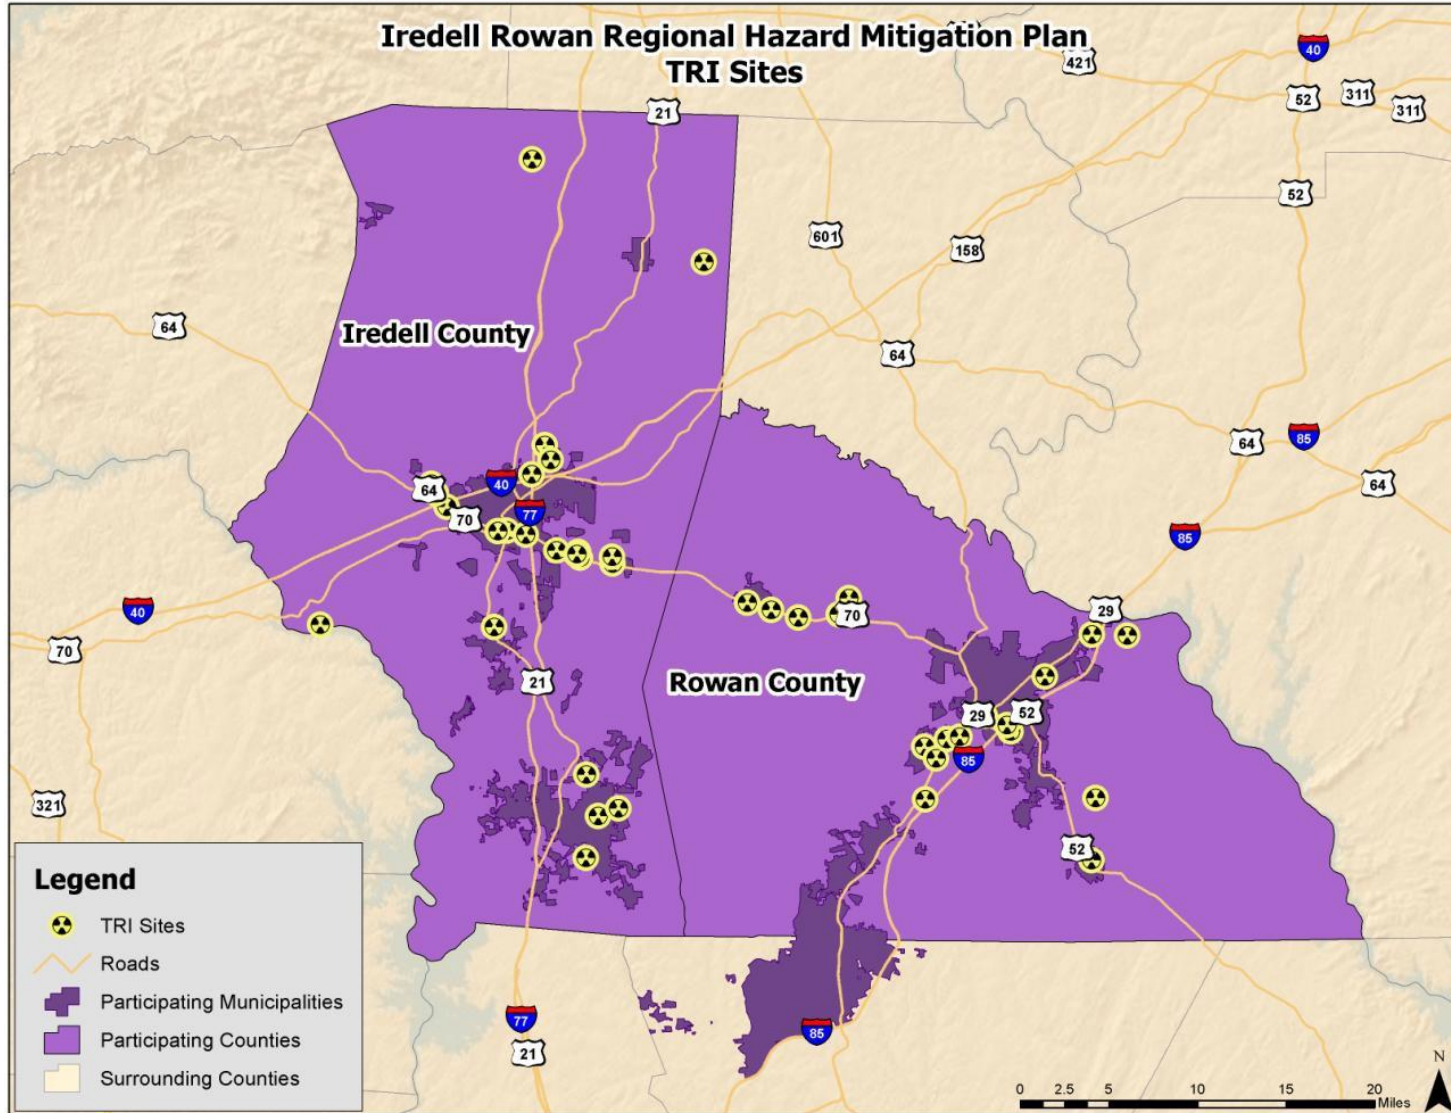 Iredell Rowan Regional Hazard Mitigation Plan
TRI Sites
40
421
52
311
311
21
52
601
158
64
Iredell County
64
64
85
64
64
40
77
70
85
40
29
70
70
21
Rowan County
29
52
85
321
52
Legend
TRI Sites
Roads
Participating Municipalities
Participating Counties
Surrounding Counties
77
21
85
N
0 2.5 5 10 15 20
Miles